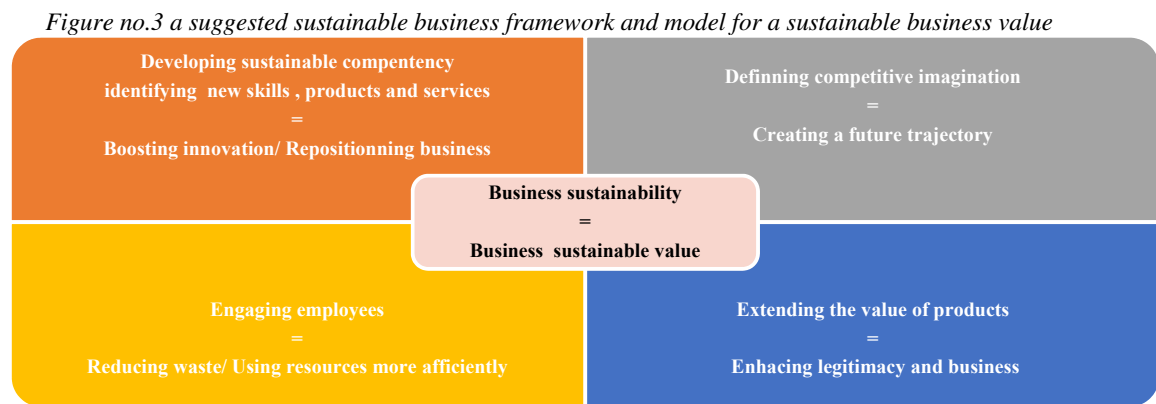 Figure no.3 a suggested sustainable business framework and model for a sustainable business value
Developing sustainable compentency
identifying new skills , products and services
=
Boosting innovation/ Repositionning business
Definning competitive imagination
=
Creating a future trajectory
Business sustainability
=
Business sustainable value
Engaging employees
=
Reducing waste/ Using resources more afficiently
Extending the value of products
=
Enhacing legitimacy and business